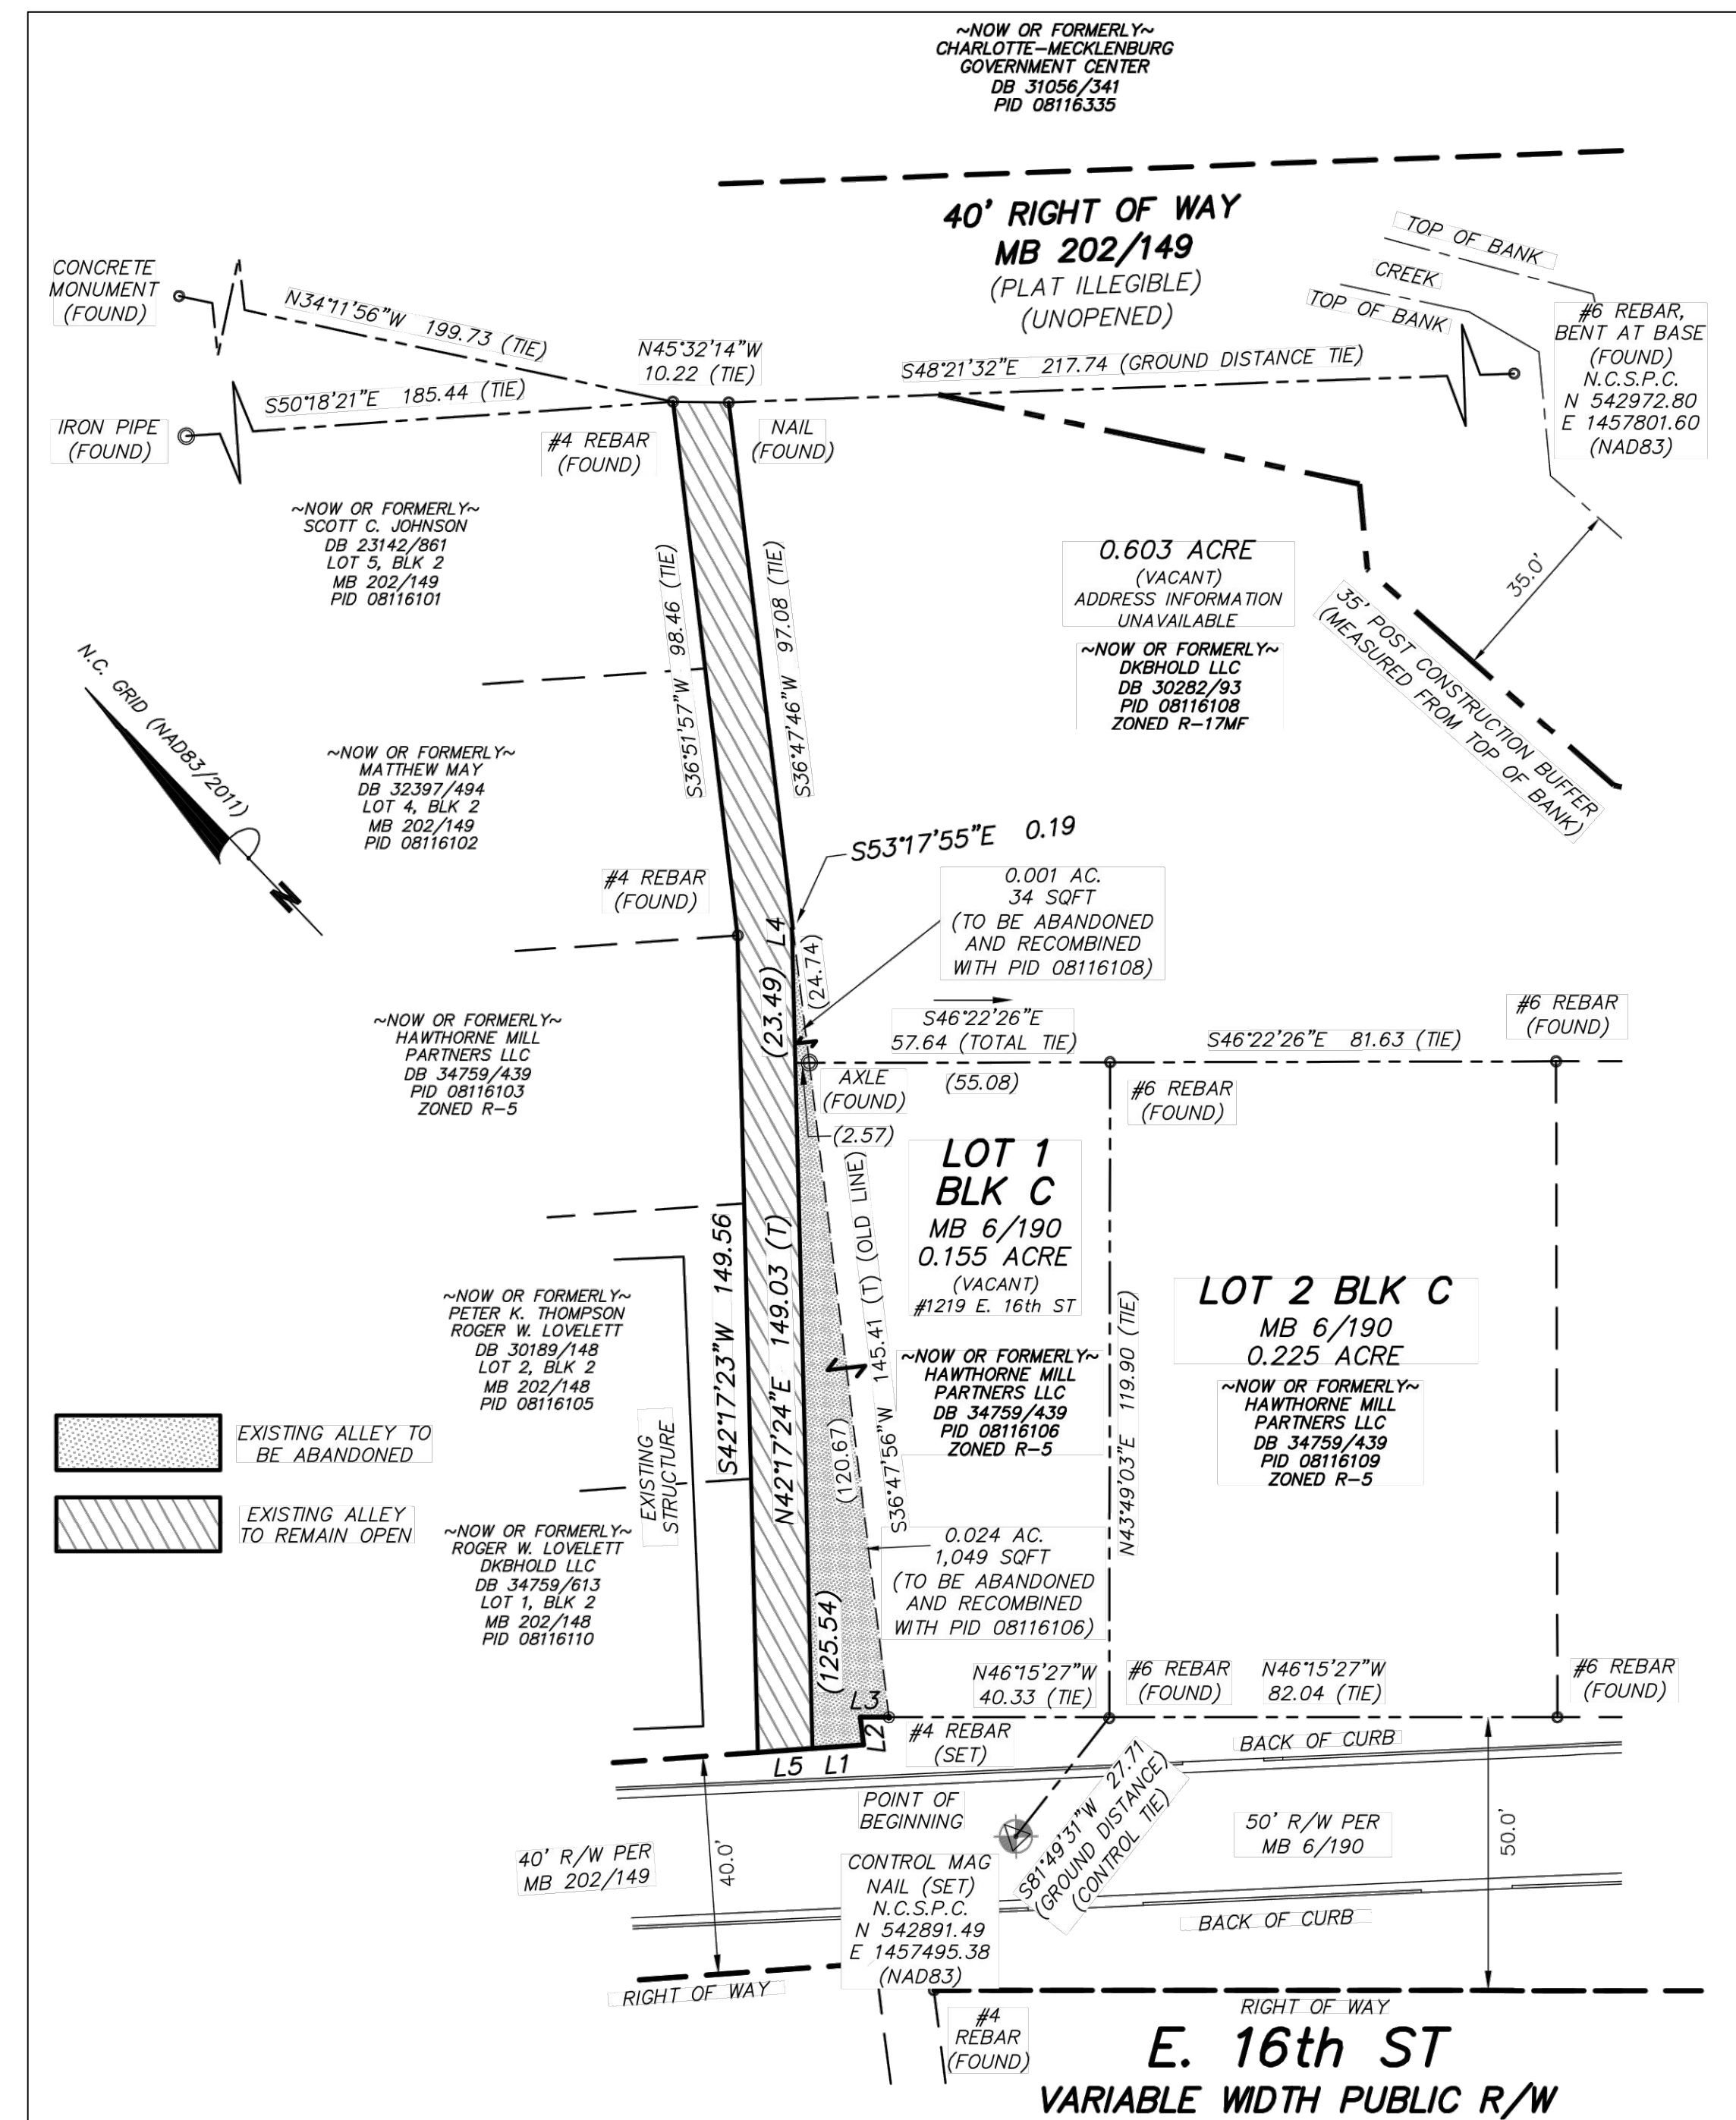 ~NOW OR FORMERLY~
CHARLOTTE-MECKLENBURG
GOVERNMENT CENTER
DB 31056/341
PID 08116335
40' RIGHT OF WAY
MB 202/149
(PLAT ILLEGIBLE)
(UNOPENED)
TOP OF BANK
CREEK
TOP OF BANK
CONCRETE
MONUMENT
(FOUND)
N34°11'56"W 199.73 (TIE)
N45°32'14"W
10.22 (TIE)
S48°21'32"E 217.74 (GROUND DISTANCE TIE)
#6 REBAR,
BENT AT BASE
(FOUND)
N.C.S.P.C.
N 542972.80
E 1457801.60
(NAD83)
IRON PIPE
(FOUND)
S50°18'21"E 185.44 (TIE)
#4 REBAR
(FOUND)
NAIL
(FOUND)
~NOW OR FORMERLY~
SCOTT C. JOHNSON
DB 23142/861
LOT 5, BLK 2
MB 202/149
PID 08116101
S36°51'57"W 98.46 (TIE)
S36°47'46"W 97.08 (TIE)
0.603 ACRE
(VACANT)
ADDRESS INFORMATION
UNAVAILABLE
~NOW OR FORMERLY~
DKBHOLD LLC
DB 30282/93
PID 08116108
ZONED R-17MF
35.0'
35' POST CONSTRUCTION BUFFER
(MEASURED FROM TOP OF BANK)
N.C. GRID (NAD83/2011)
N
~NOW OR FORMERLY~
MATTHEW MAY
DB 32397/494
LOT 4, BLK 2
MB 202/149
PID 08116102
S53°17'55"E 0.19
#4 REBAR
(FOUND)
0.001 AC.
34 SQFT
(TO BE ABANDONED
AND RECOMBINED
WITH PID 08116108)
L4
(23.49)
(24.74)
~NOW OR FORMERLY~
HAWTHORNE MILL
PARTNERS LLC
DB 34759/439
PID 08116103
ZONED R-5
S46°22'26"E
57.64 (TOTAL TIE)
S46°22'26"E 81.63 (TIE)
#6 REBAR
(FOUND)
AXLE
(FOUND)
(55.08)
#6 REBAR
(FOUND)
(2.57)
LOT 1
BLK C
MB 6/190
0.155 ACRE
(VACANT)
#1219 E. 16th ST
~NOW OR FORMERLY~
HAWTHORNE MILL
PARTNERS LLC
DB 34759/439
PID 08116106
ZONED R-5
S42°17'23"W 149.56
N42°17'24"E 149.03 (T)
S36°47'56"W 145.41 (T) (OLD LINE)
(120.67)
(125.54)
N43°49'03"E 119.90 (TIE)
LOT 2 BLK C
MB 6/190
0.225 ACRE
~NOW OR FORMERLY~
HAWTHORNE MILL
PARTNERS LLC
DB 34759/439
PID 08116109
ZONED R-5
~NOW OR FORMERLY~
PETER K. THOMPSON
ROGER W. LOVELETT
DB 30189/148
LOT 2, BLK 2
MB 202/148
PID 08116105
EXISTING
STRUCTURE
EXISTING ALLEY TO
BE ABANDONED
EXISTING ALLEY
TO REMAIN OPEN
~NOW OR FORMERLY~
ROGER W. LOVELETT
DKBHOLD LLC
DB 34759/613
LOT 1, BLK 2
MB 202/148
PID 08116110
0.024 AC.
1,049 SQFT
(TO BE ABANDONED
AND RECOMBINED
WITH PID 08116106)
N46°15'27"W
40.33 (TIE)
#6 REBAR
(FOUND)
N46°15'27"W
82.04 (TIE)
#6 REBAR
(FOUND)
L3
L2
L5 L1
#4 REBAR
(SET)
BACK OF CURB
POINT OF
BEGINNING
S81°49'31"W 27.71
(GROUND DISTANCE)
(CONTROL TIE)
50' R/W PER
MB 6/190
50.0'
40' R/W PER
MB 202/149
40.0'
CONTROL MAG
NAIL (SET)
N.C.S.P.C.
N 542891.49
E 1457495.38
(NAD83)
BACK OF CURB
RIGHT OF WAY
RIGHT OF WAY
#4
REBAR
(FOUND)
E. 16th ST
VARIABLE WIDTH PUBLIC R/W